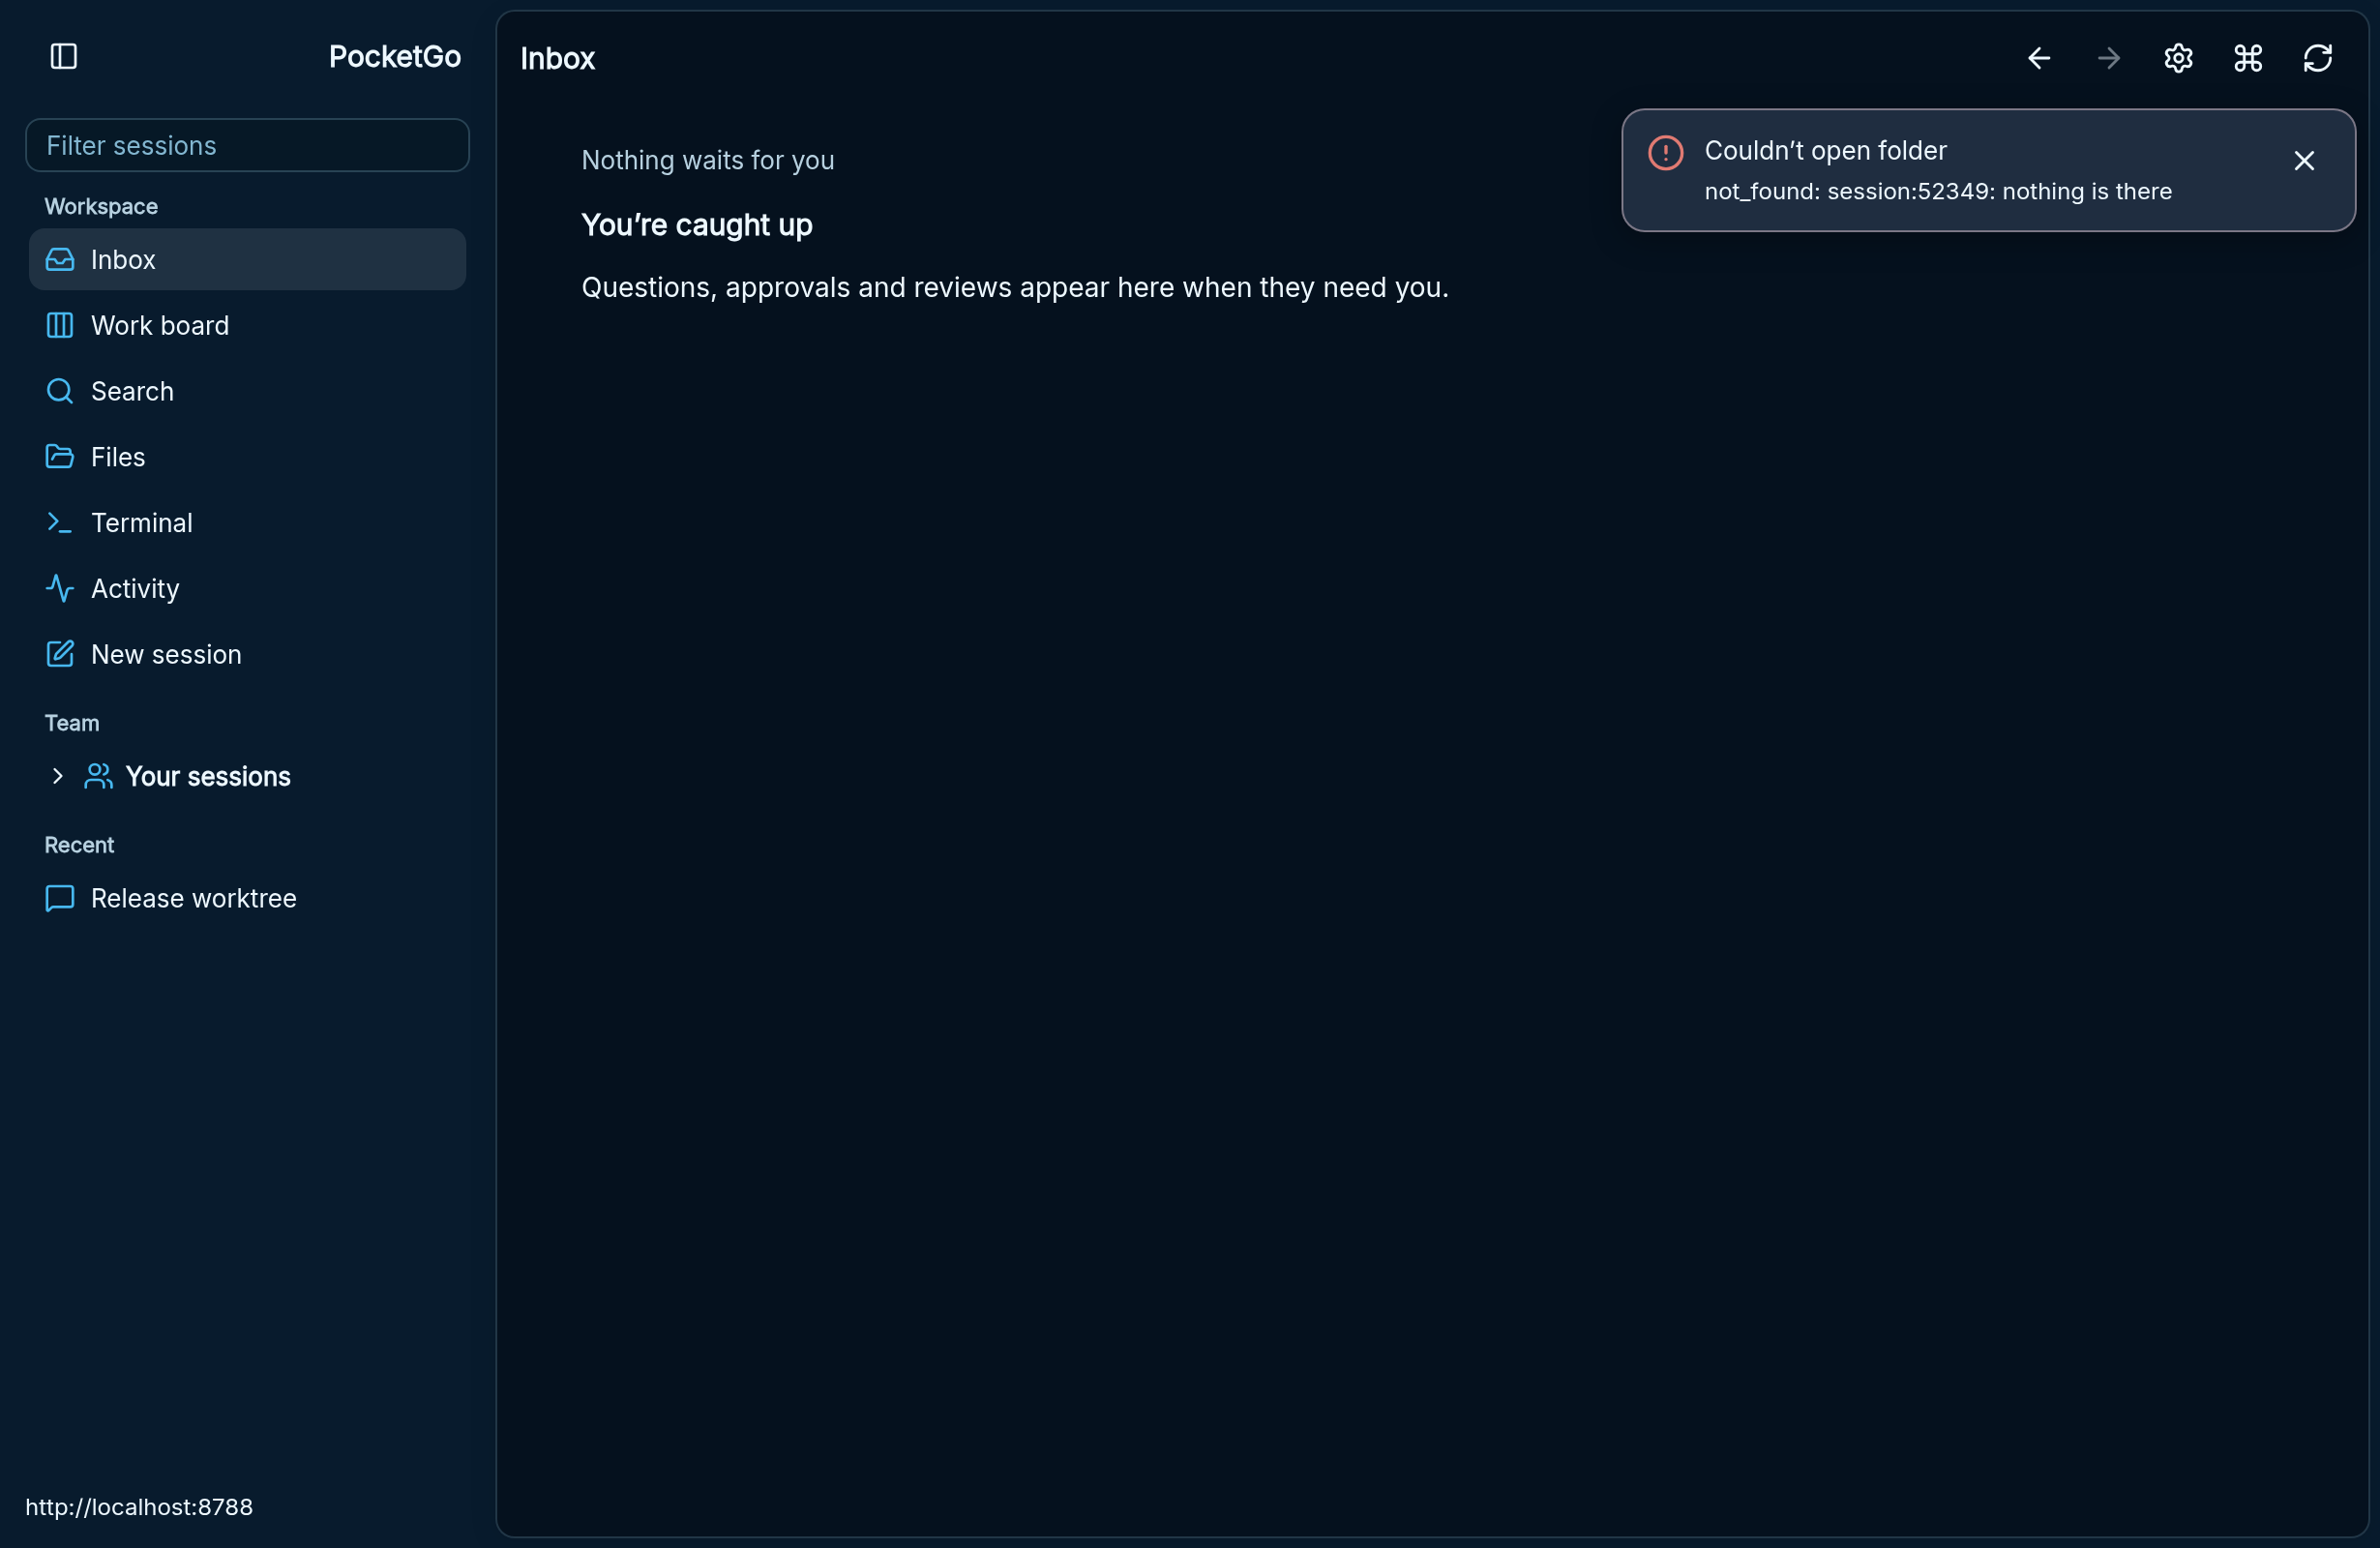 PocketGo
Filter sessions
Workspace
Inbox
Work board
Search
Files
Terminal
Activity
New session
Team
Your sessions
Recent
Release worktree
http://localhost:8788
Inbox
Nothing waits for you
You’re caught up
Questions, approvals and reviews appear here when they need you.
Couldn’t open folder
not_found: session:52349: nothing is there